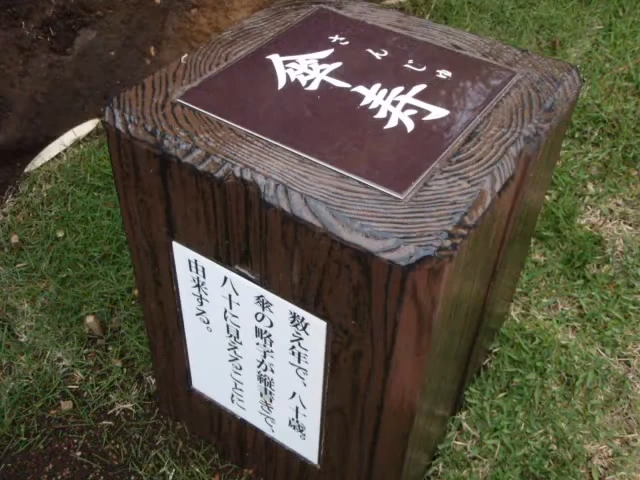 さんじゅ
傘寿
数え年で、八十歳。
傘の略字が縦書きで、
八十に見えることに
由来する。